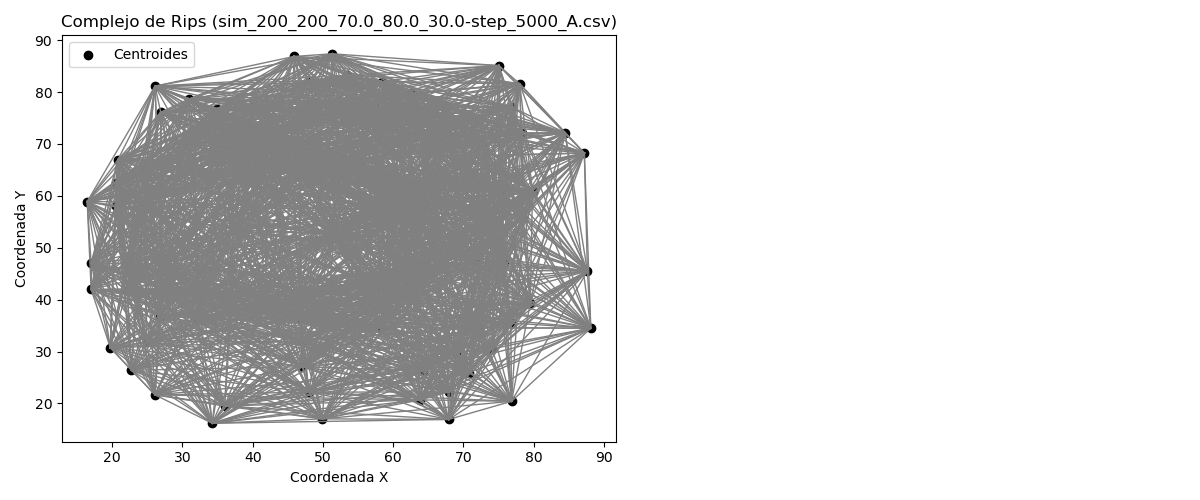 Complejo de Rips (sim_200_200_70.0_80.0_30.0-step_5000_A.csv)
Centroides
Coordenada Y
90
80
70
60
50
40
30
20
20 30 40 50 60 70 80 90
Coordenada X